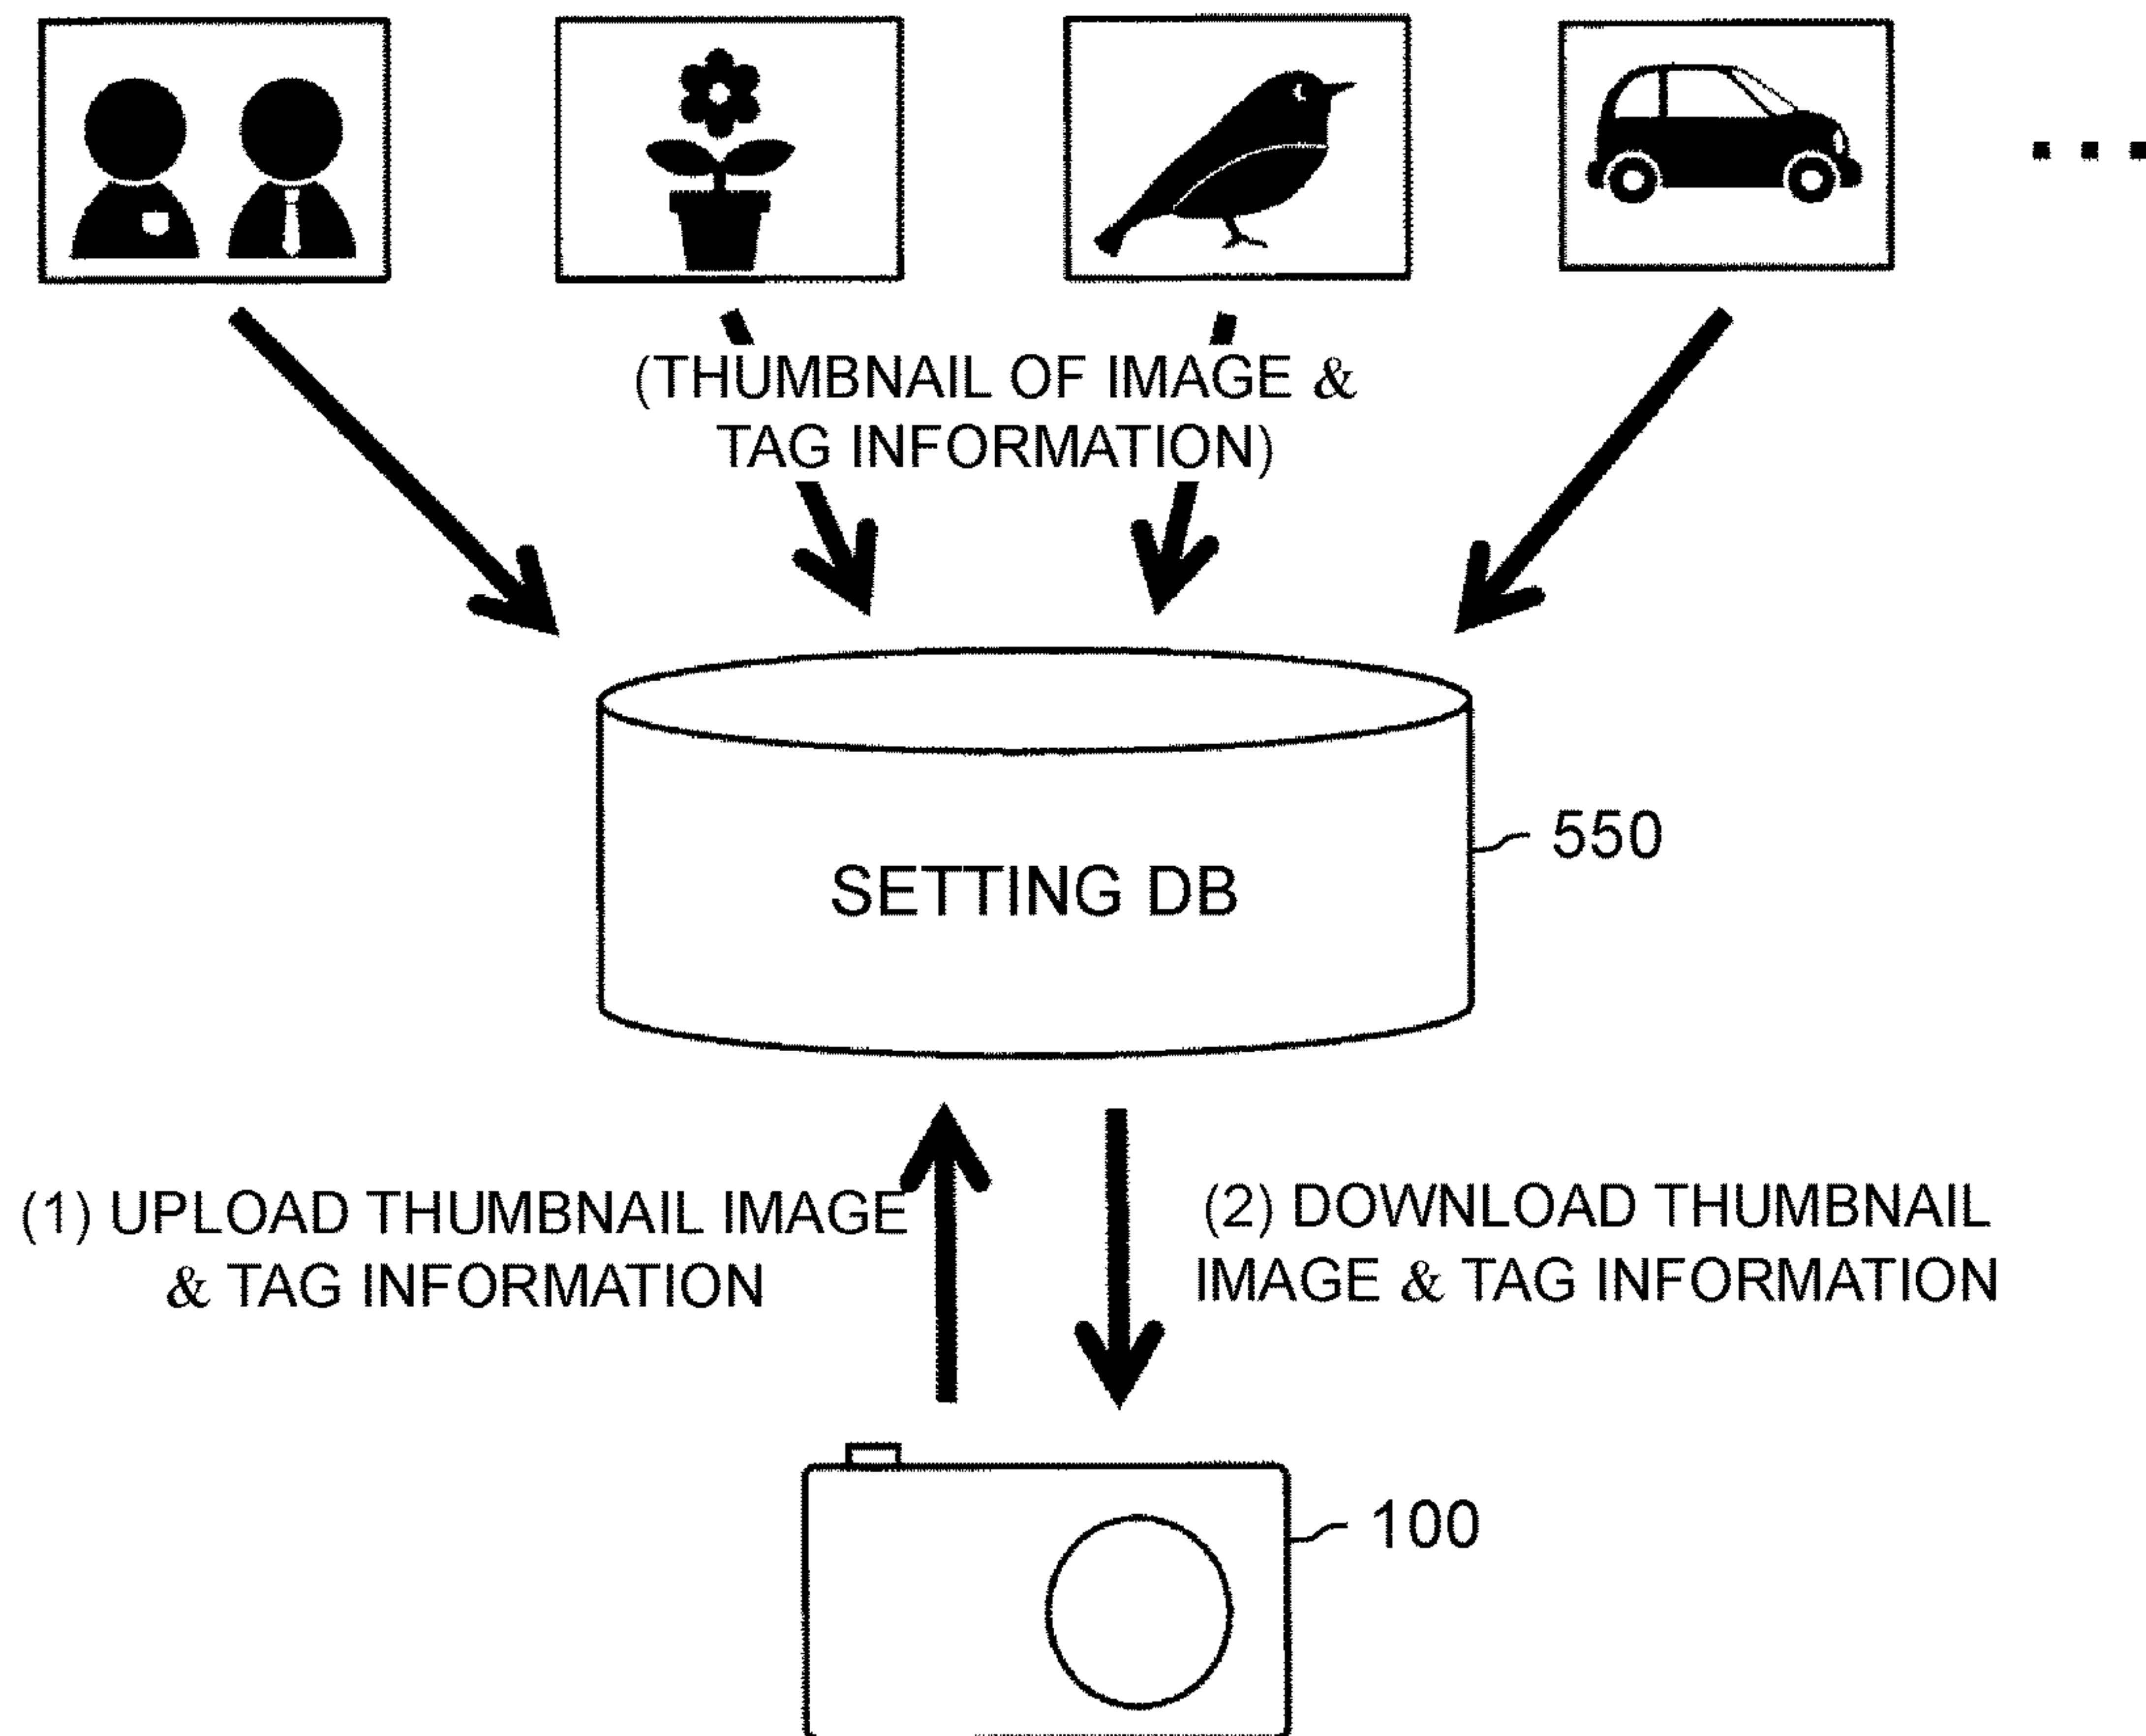 (THUMBNAIL OF IMAGE &
TAG INFORMATION)
SETTING DB
550
(1) UPLOAD THUMBNAIL IMAGE
& TAG INFORMATION
(2) DOWNLOAD THUMBNAIL
IMAGE & TAG INFORMATION
100